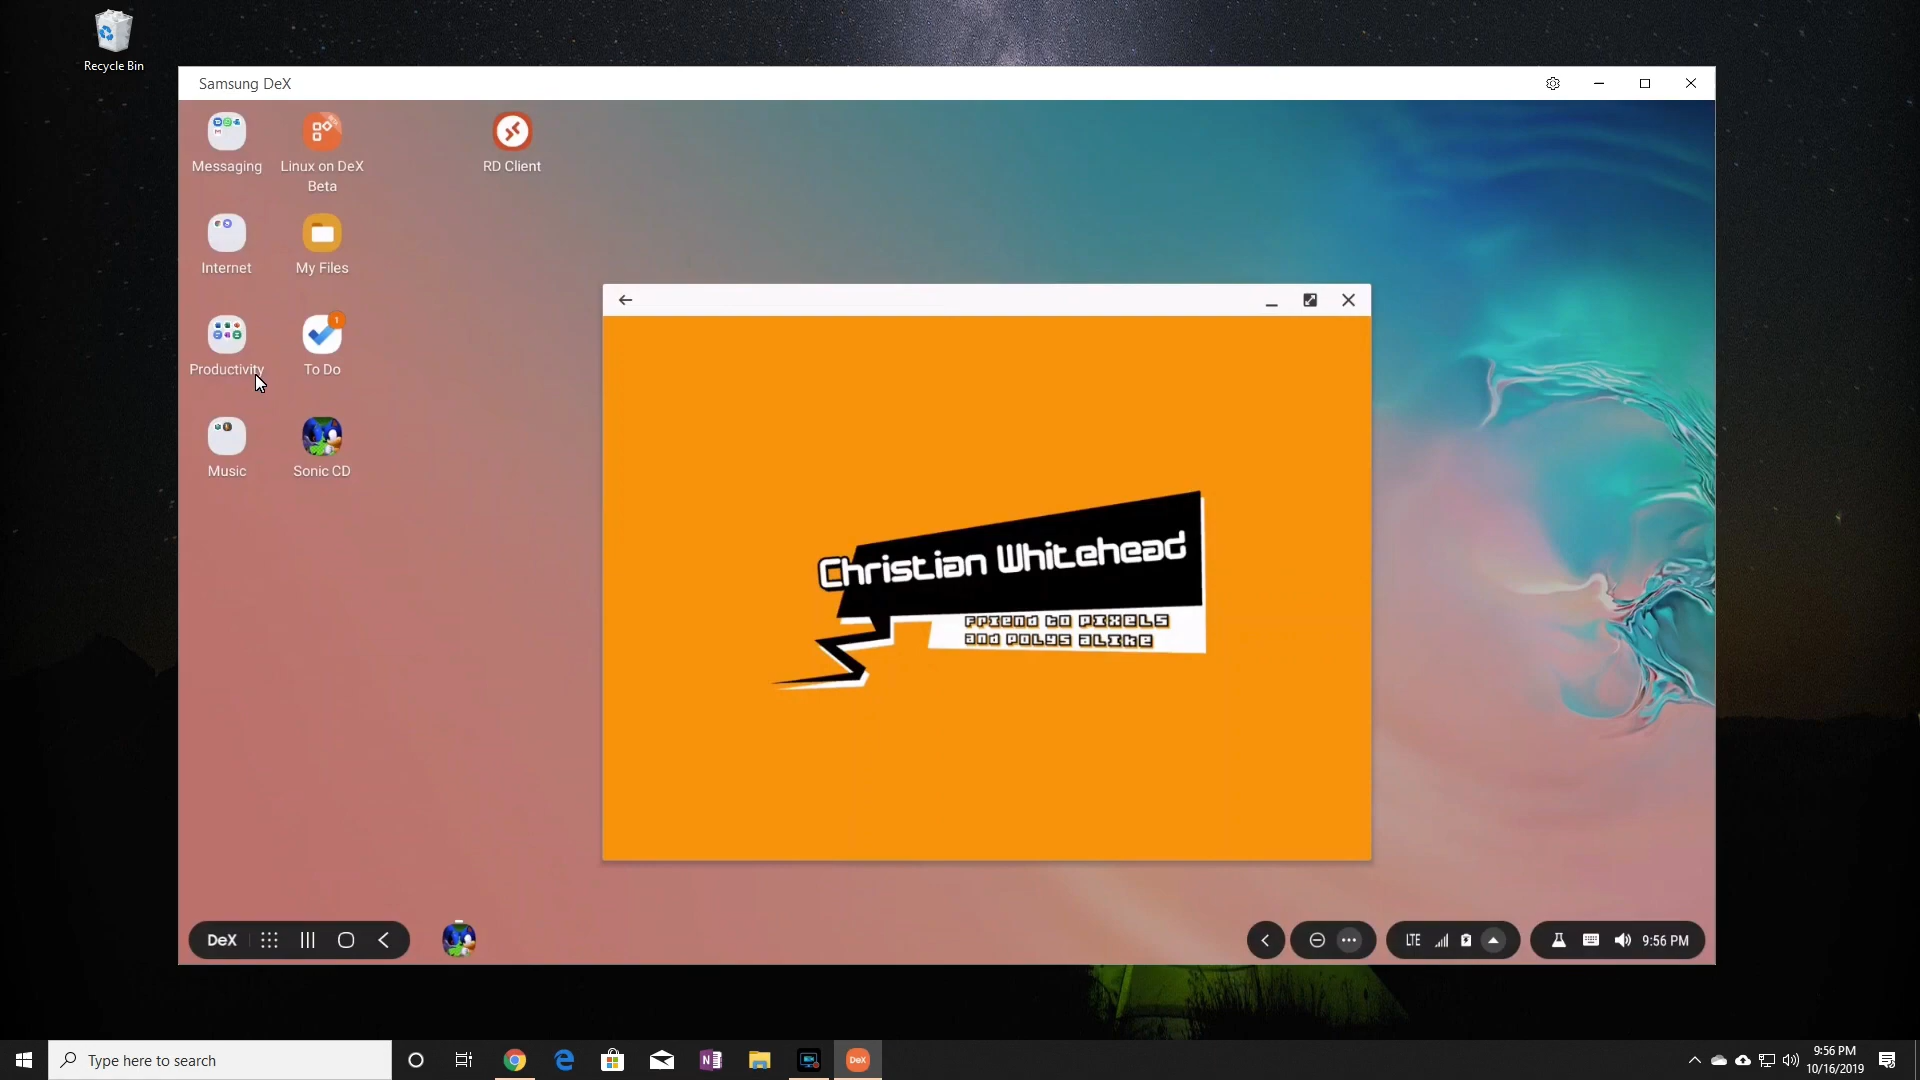 Recycle Bin
Samsung DeX
Messaging
Linux on DeX
Beta
RD Client
Internet
My Files
1
Productivity
To Do
Music
Sonic CD
Christian Whitehead
Friend to pixels
and polys alike
DeX
LTE
9:56 PM
Type here to search
N
DeX
9:56 PM
10/16/2019